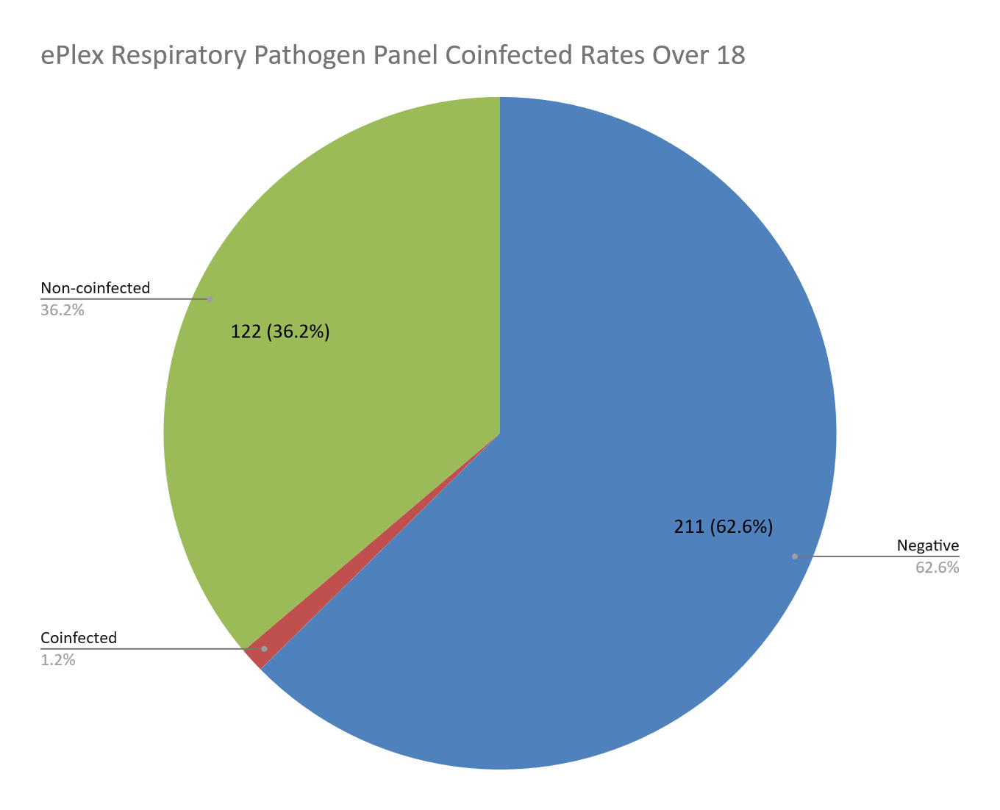 ePlex Respiratory Pathogen Panel Coinfected Rates Over 18
Non-coinfected
36.2%
122 (36.2%)
211 (62.6%)
Negative
62.6%
Coinfected
1.2%